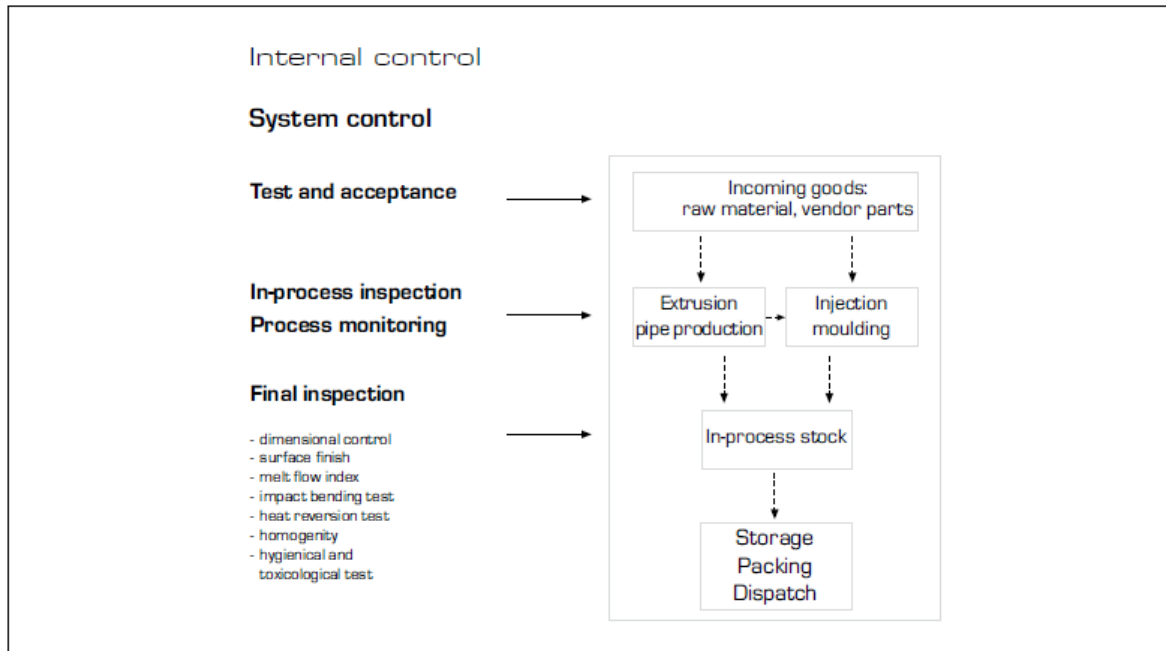 Internal control
System control
Test and acceptance
Incoming goods:
raw material, vendor parts
In-process inspection
Process monitoring
Extrusion
pipe production
Injection
moulding
Final inspection
- dimensional control
- surface finish
- melt flow index
- impact bending test
- heat reversion test
- homogenity
- hygienical and
toxicological test
In-process stock
Storage
Packing
Dispatch